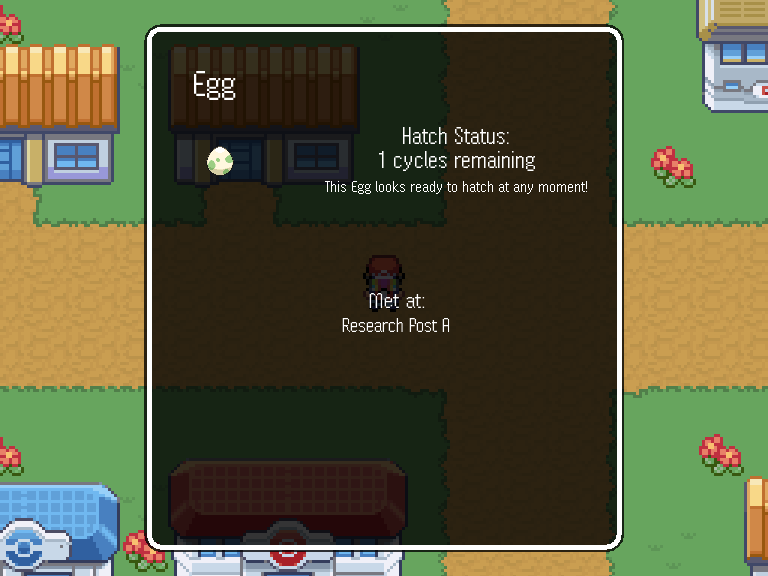 Egg
Hatch Status:
1 cycles remaining
This Egg looks ready to hatch at any moment!
Met at:
Research Post A